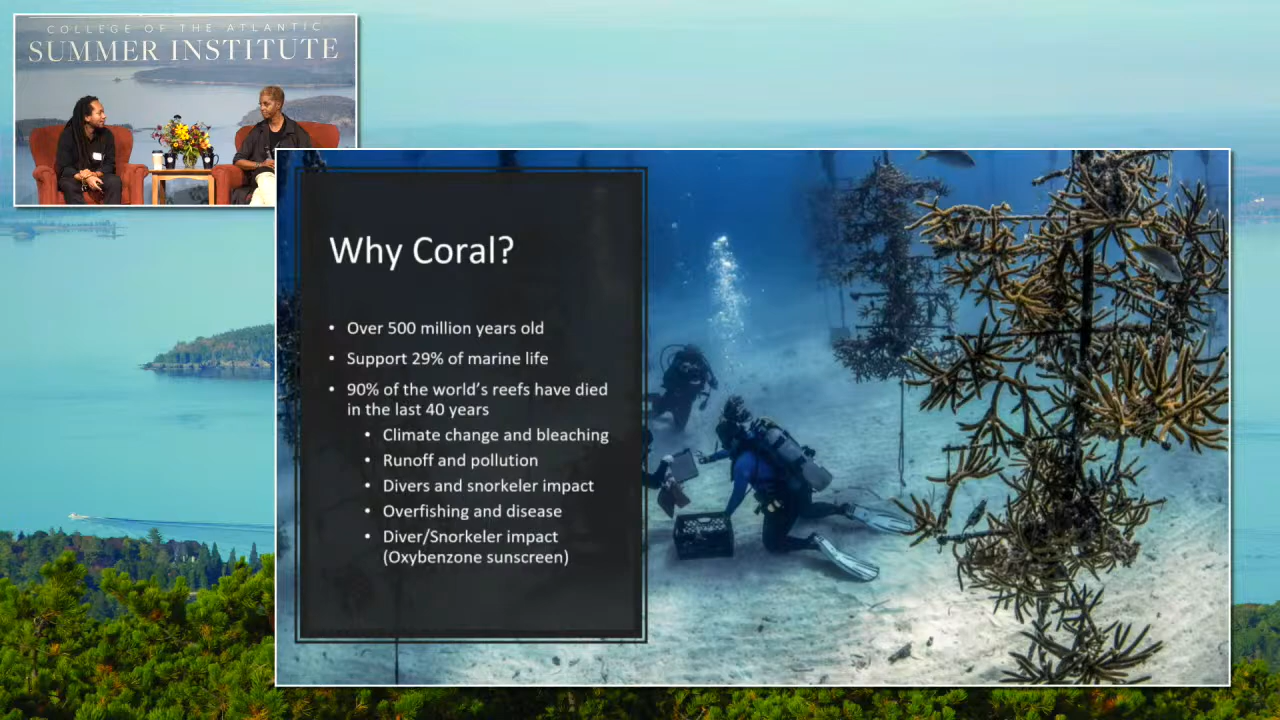 COLLEGE OF THE ATLANTIC
SUMMER INSTITUTE
Why Coral?
• Over 500 million years old
• Support 29% of marine life
• 90% of the world's reefs have died
in the last 40 years
• Climate change and bleaching
• Runoff and pollution
• Divers and snorkeler impact
• Overfishing and disease
• Diver/Snorkeler impact
(Oxybenzone sunscreen)